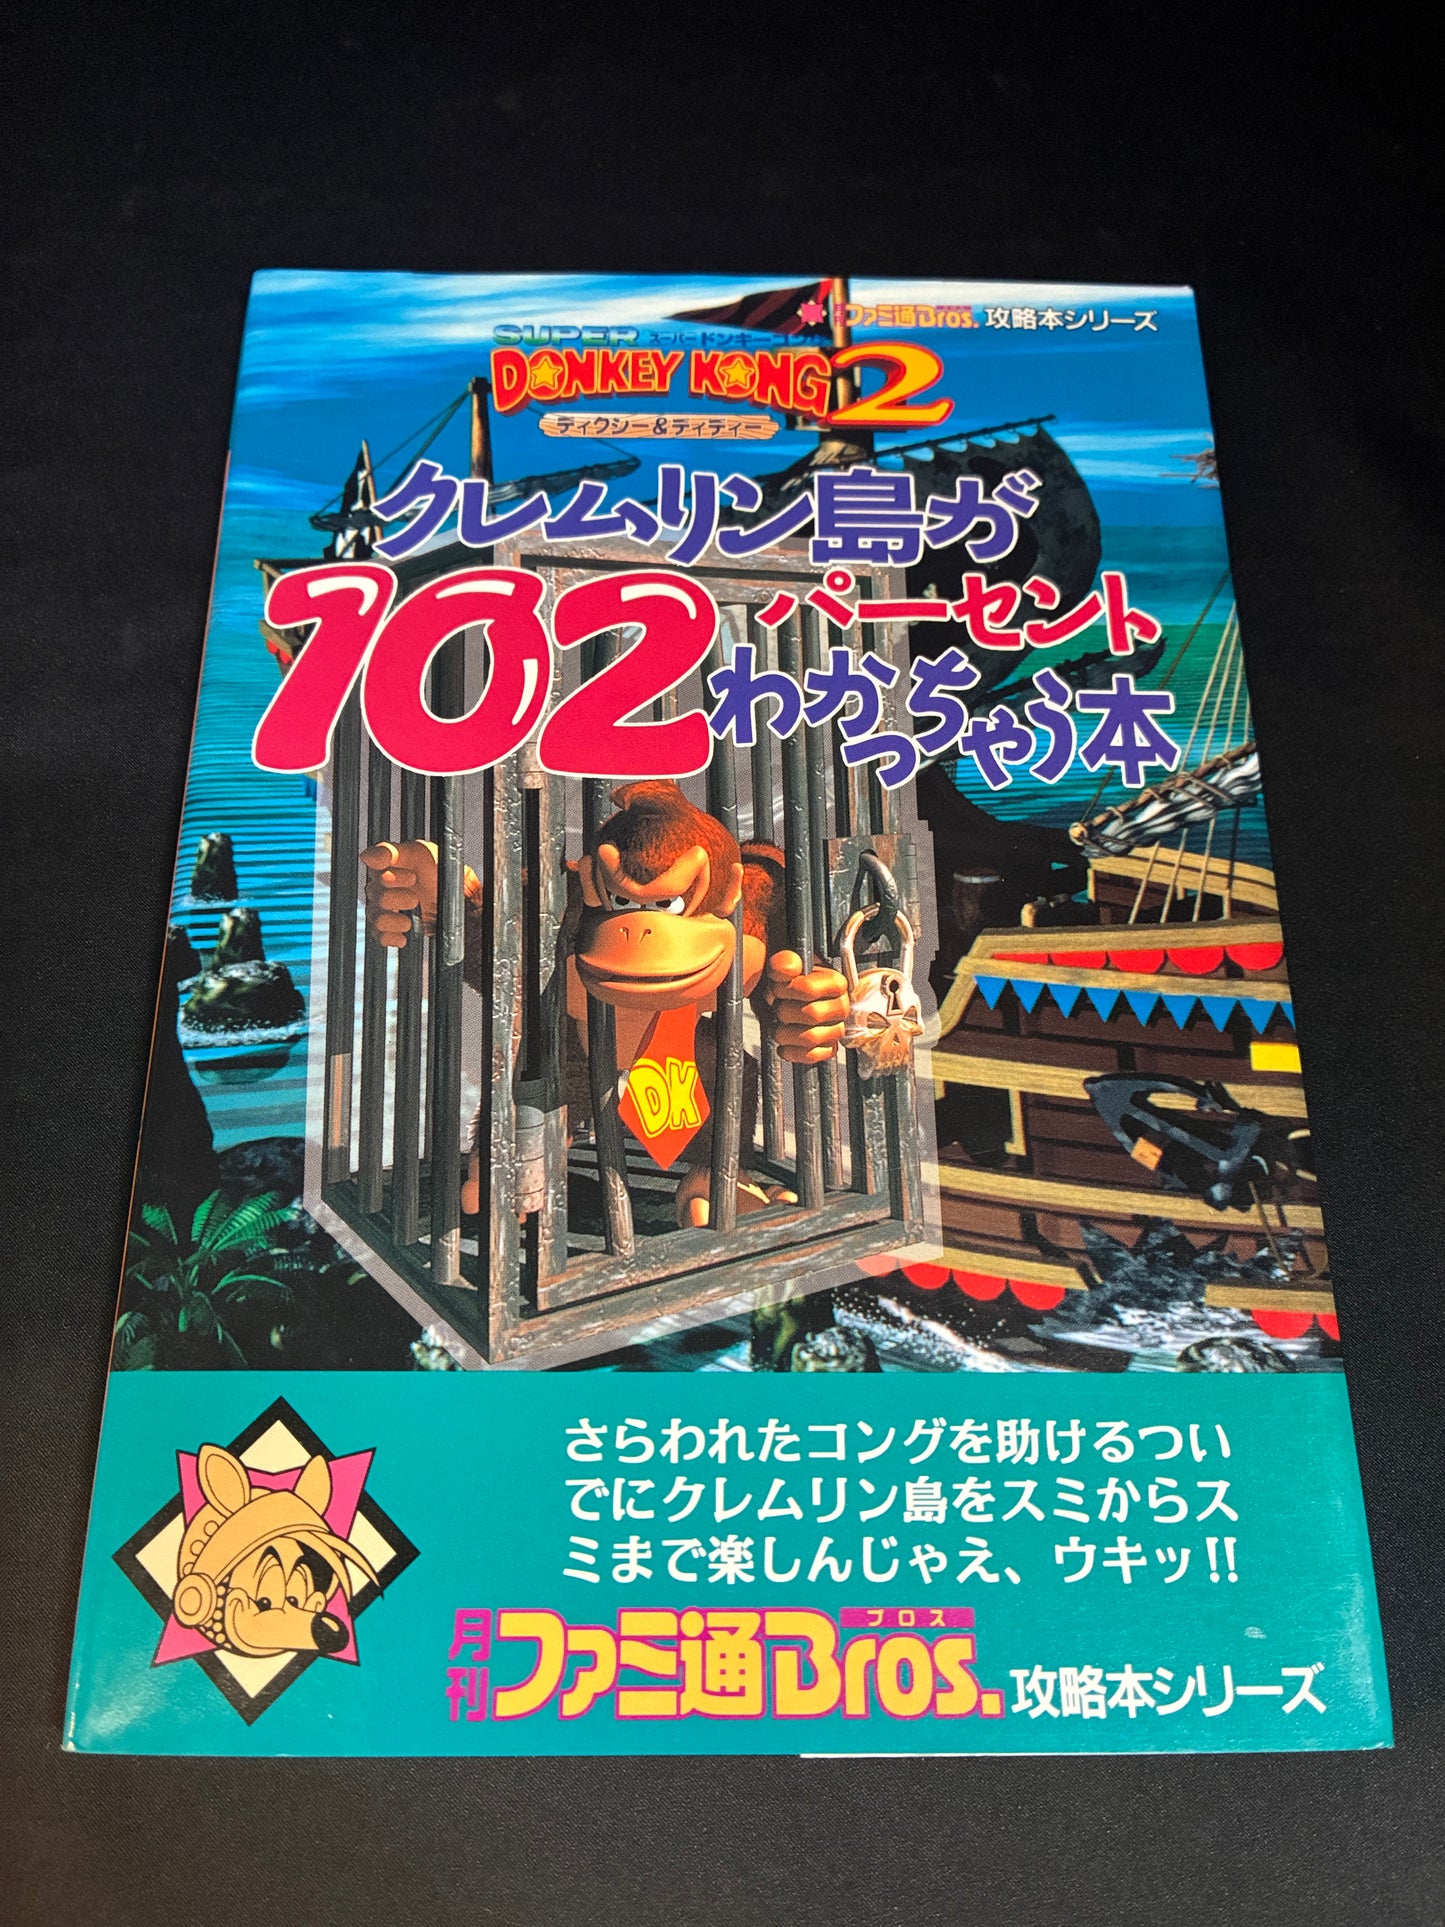 ファミ通Bros. 攻略本シリーズ
SUPER スーパードンキーコング
DONKEY KONG 2
ディクシー&ディディー
クレムリン島が
102パーセント
わかっちゃう本
DK
さらわれたコングを助けるつい
でにクレムリン島をスミからス
ミまで楽しんじゃえ、ウキッ!!
ブロス
月刊ファミ通Bros.攻略本シリーズ